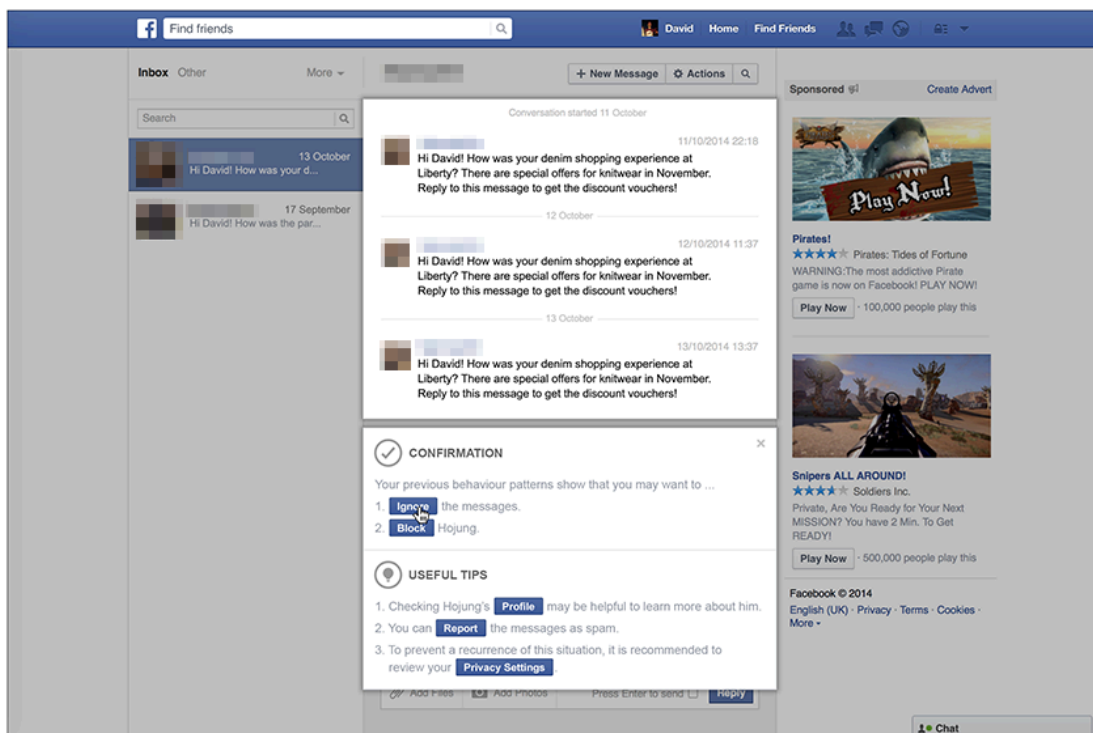 f
Find friends
David Home Find Friends
Inbox Other More
+ New Message Actions
Search
13 October
Hi David! How was your d...
17 September
Hi David! How was the par...
Conversation started 11 October
11/10/2014 22:18
Hi David! How was your denim shopping experience at
Liberty? There are special offers for knitwear in November.
Reply to this message to get the discount vouchers!
12 October
12/10/2014 11:37
Hi David! How was your denim shopping experience at
Liberty? There are special offers for knitwear in November.
Reply to this message to get the discount vouchers!
13 October
13/10/2014 13:37
Hi David! How was your denim shopping experience at
Liberty? There are special offers for knitwear in November.
Reply to this message to get the discount vouchers!
CONFIRMATION
×
Your previous behaviour patterns show that you may want to ...
1. Ignore the messages.
2. Block Hojung.
USEFUL TIPS
1. Checking Hojung's Profile may be helpful to learn more about him.
2. You can Report the messages as spam.
3. To prevent a recurrence of this situation, it is recommended to
review your Privacy Settings .
Add Files Add Photos Press Enter to send Reply
Sponsored Create Advert
Play Now!
Pirates!
Pirates: Tides of Fortune
WARNING:The most addictive Pirate
game is now on Facebook! PLAY NOW!
Play Now · 100,000 people play this
Snipers ALL AROUND!
Soldiers Inc.
Private, Are You Ready for Your Next
MISSION? You have 2 Min. To Get
READY!
Play Now · 500,000 people play this
Facebook © 2014
English (UK) · Privacy · Terms · Cookies ·
More
Chat